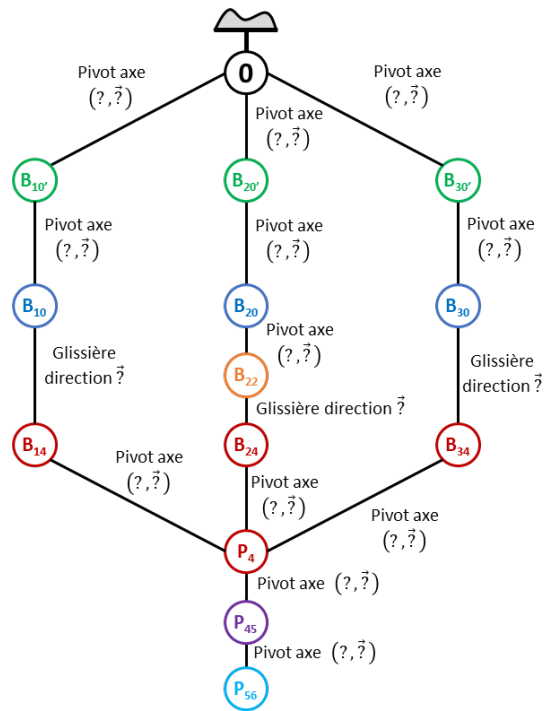 0
Pivot axe
(?, ?⃗)
Pivot axe
(?, ?⃗)
Pivot axe
(?, ?⃗)
B10′
B20′
B30′
Pivot axe
(?, ?⃗)
Pivot axe
(?, ?⃗)
Pivot axe
(?, ?⃗)
B10
B20
B30
Pivot axe
(?, ?⃗)
Glissière
direction ?⃗
B22
Glissière
direction ?⃗
Glissière direction ?⃗
B14
B24
B34
Pivot axe
(?, ?⃗)
Pivot axe
(?, ?⃗)
Pivot axe
(?, ?⃗)
P4
Pivot axe (?, ?⃗)
P45
Pivot axe (?, ?⃗)
P56